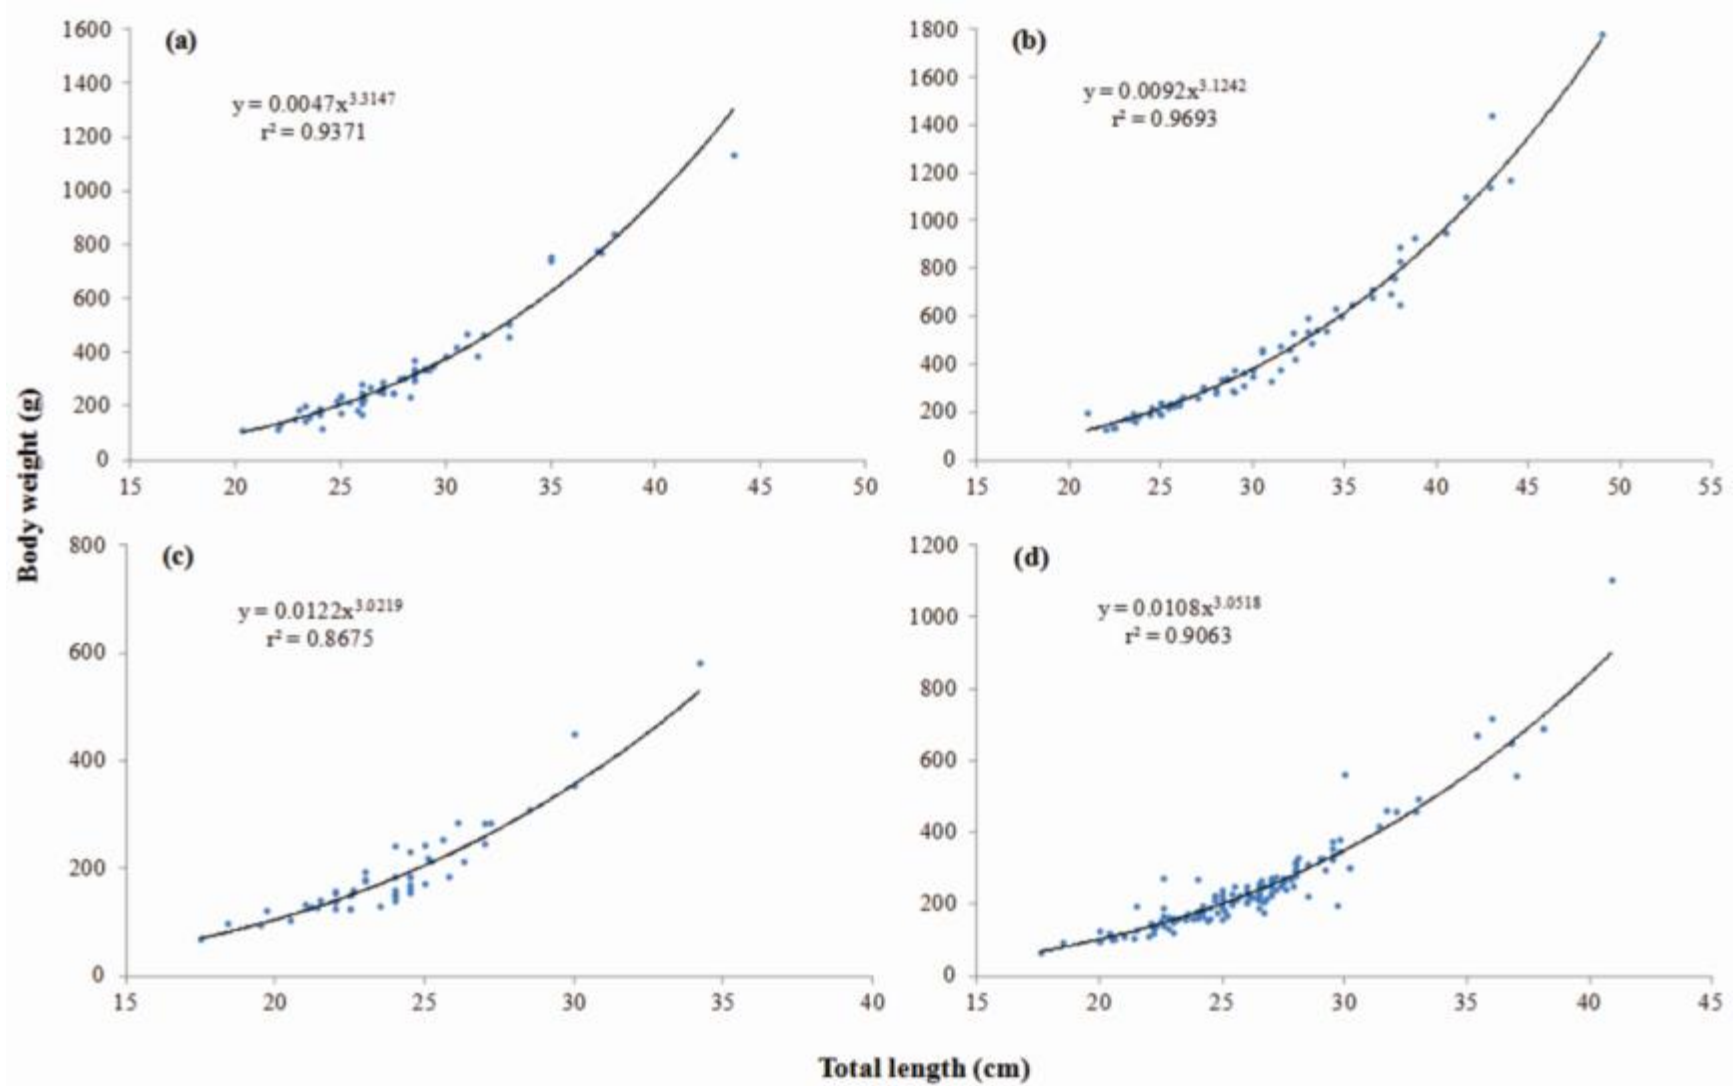 Body weight (g)
(a)
y = 0.0047x^3.3147
r² = 0.9371
1600
1400
1200
1000
800
600
400
200
0
15 20 25 30 35 40 45 50
(b)
y = 0.0092x^3.1242
r² = 0.9693
1800
1600
1400
1200
1000
800
600
400
200
0
15 20 25 30 35 40 45 50 55
(c)
y = 0.0122x^3.0219
r² = 0.8675
800
600
400
200
0
15 20 25 30 35 40
(d)
y = 0.0108x^3.0518
r² = 0.9063
1200
1000
800
600
400
200
0
15 20 25 30 35 40 45
Total length (cm)